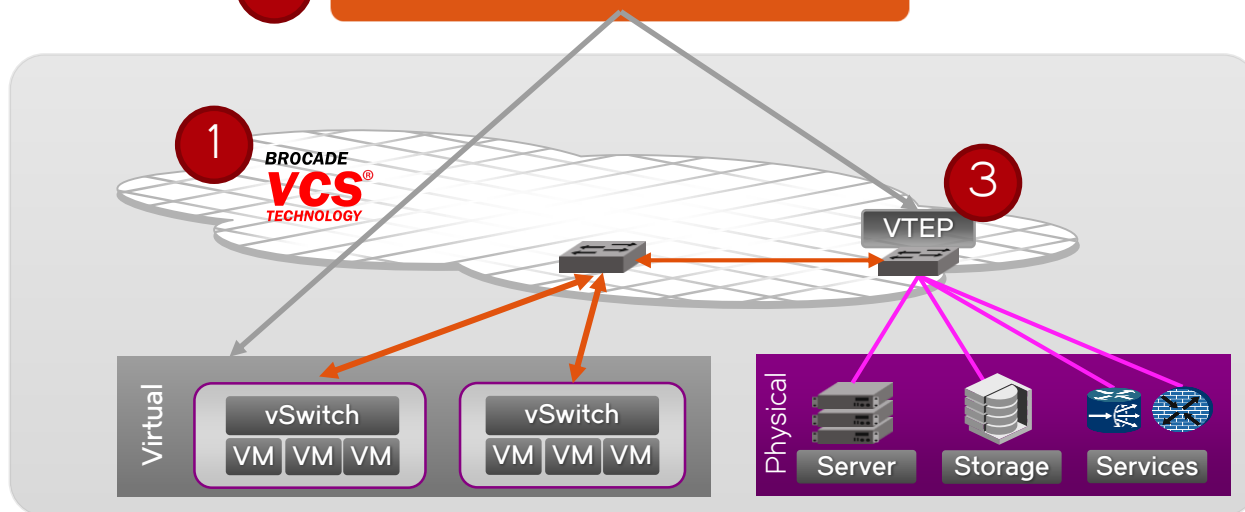 1
BROCADE
VCS®
TECHNOLOGY
3
VTEP
Virtual
vSwitch
VM VM VM
vSwitch
VM VM VM
Physical
Server
Storage
Services